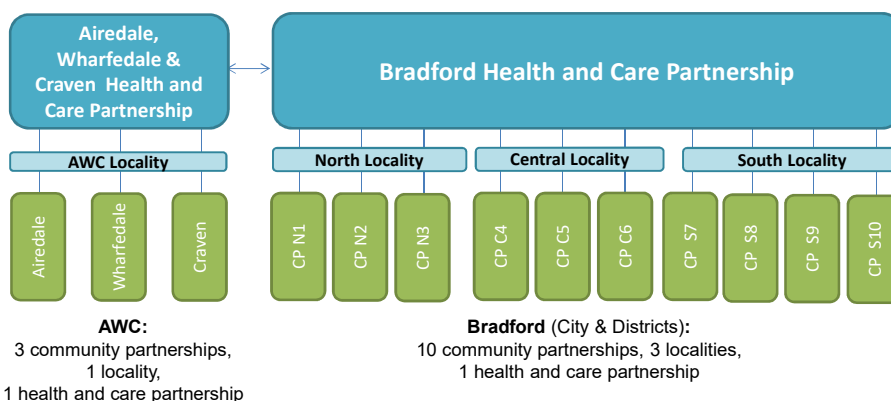 Airedale,
Wharfedale &
Craven Health and
Care Partnership
Bradford Health and Care Partnership
AWC Locality
North Locality
Central Locality
South Locality
Airedale
Wharfedale
Craven
CP N1
CP N2
CP N3
CP C4
CP C5
CP C6
CP S7
CP S8
CP S9
CP S10
AWC:
3 community partnerships,
1 locality,
1 health and care partnership
Bradford (City & Districts):
10 community partnerships, 3 localities,
1 health and care partnership